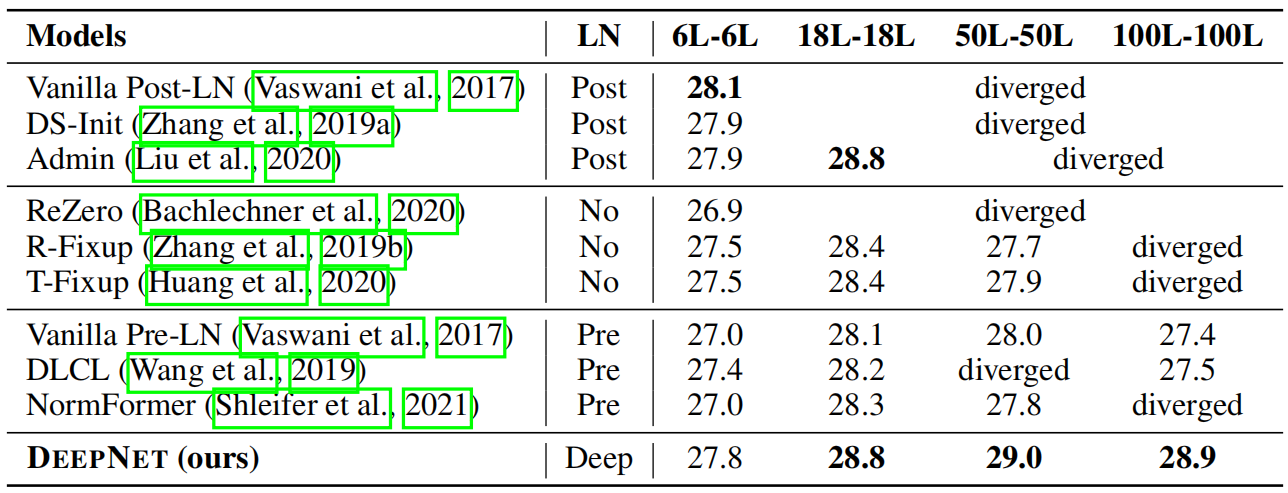 Models LN 6L-6L 18L-18L 50L-50L 100L-100L
Vanilla Post-LN (Vaswani et al., 2017) Post 28.1 diverged
DS-Init (Zhang et al., 2019a) Post 27.9 diverged
Admin (Liu et al., 2020) Post 27.9 28.8 diverged
ReZero (Bachlechner et al., 2020) No 26.9 diverged
R-Fixup (Zhang et al., 2019b) No 27.5 28.4 27.7 diverged
T-Fixup (Huang et al., 2020) No 27.5 28.4 27.9 diverged
Vanilla Pre-LN (Vaswani et al., 2017) Pre 27.0 28.1 28.0 27.4
DLCL (Wang et al., 2019) Pre 27.4 28.2 diverged 27.5
NormFormer (Shleifer et al., 2021) Pre 27.0 28.3 27.8 diverged
DEEPNET (ours) Deep 27.8 28.8 29.0 28.9